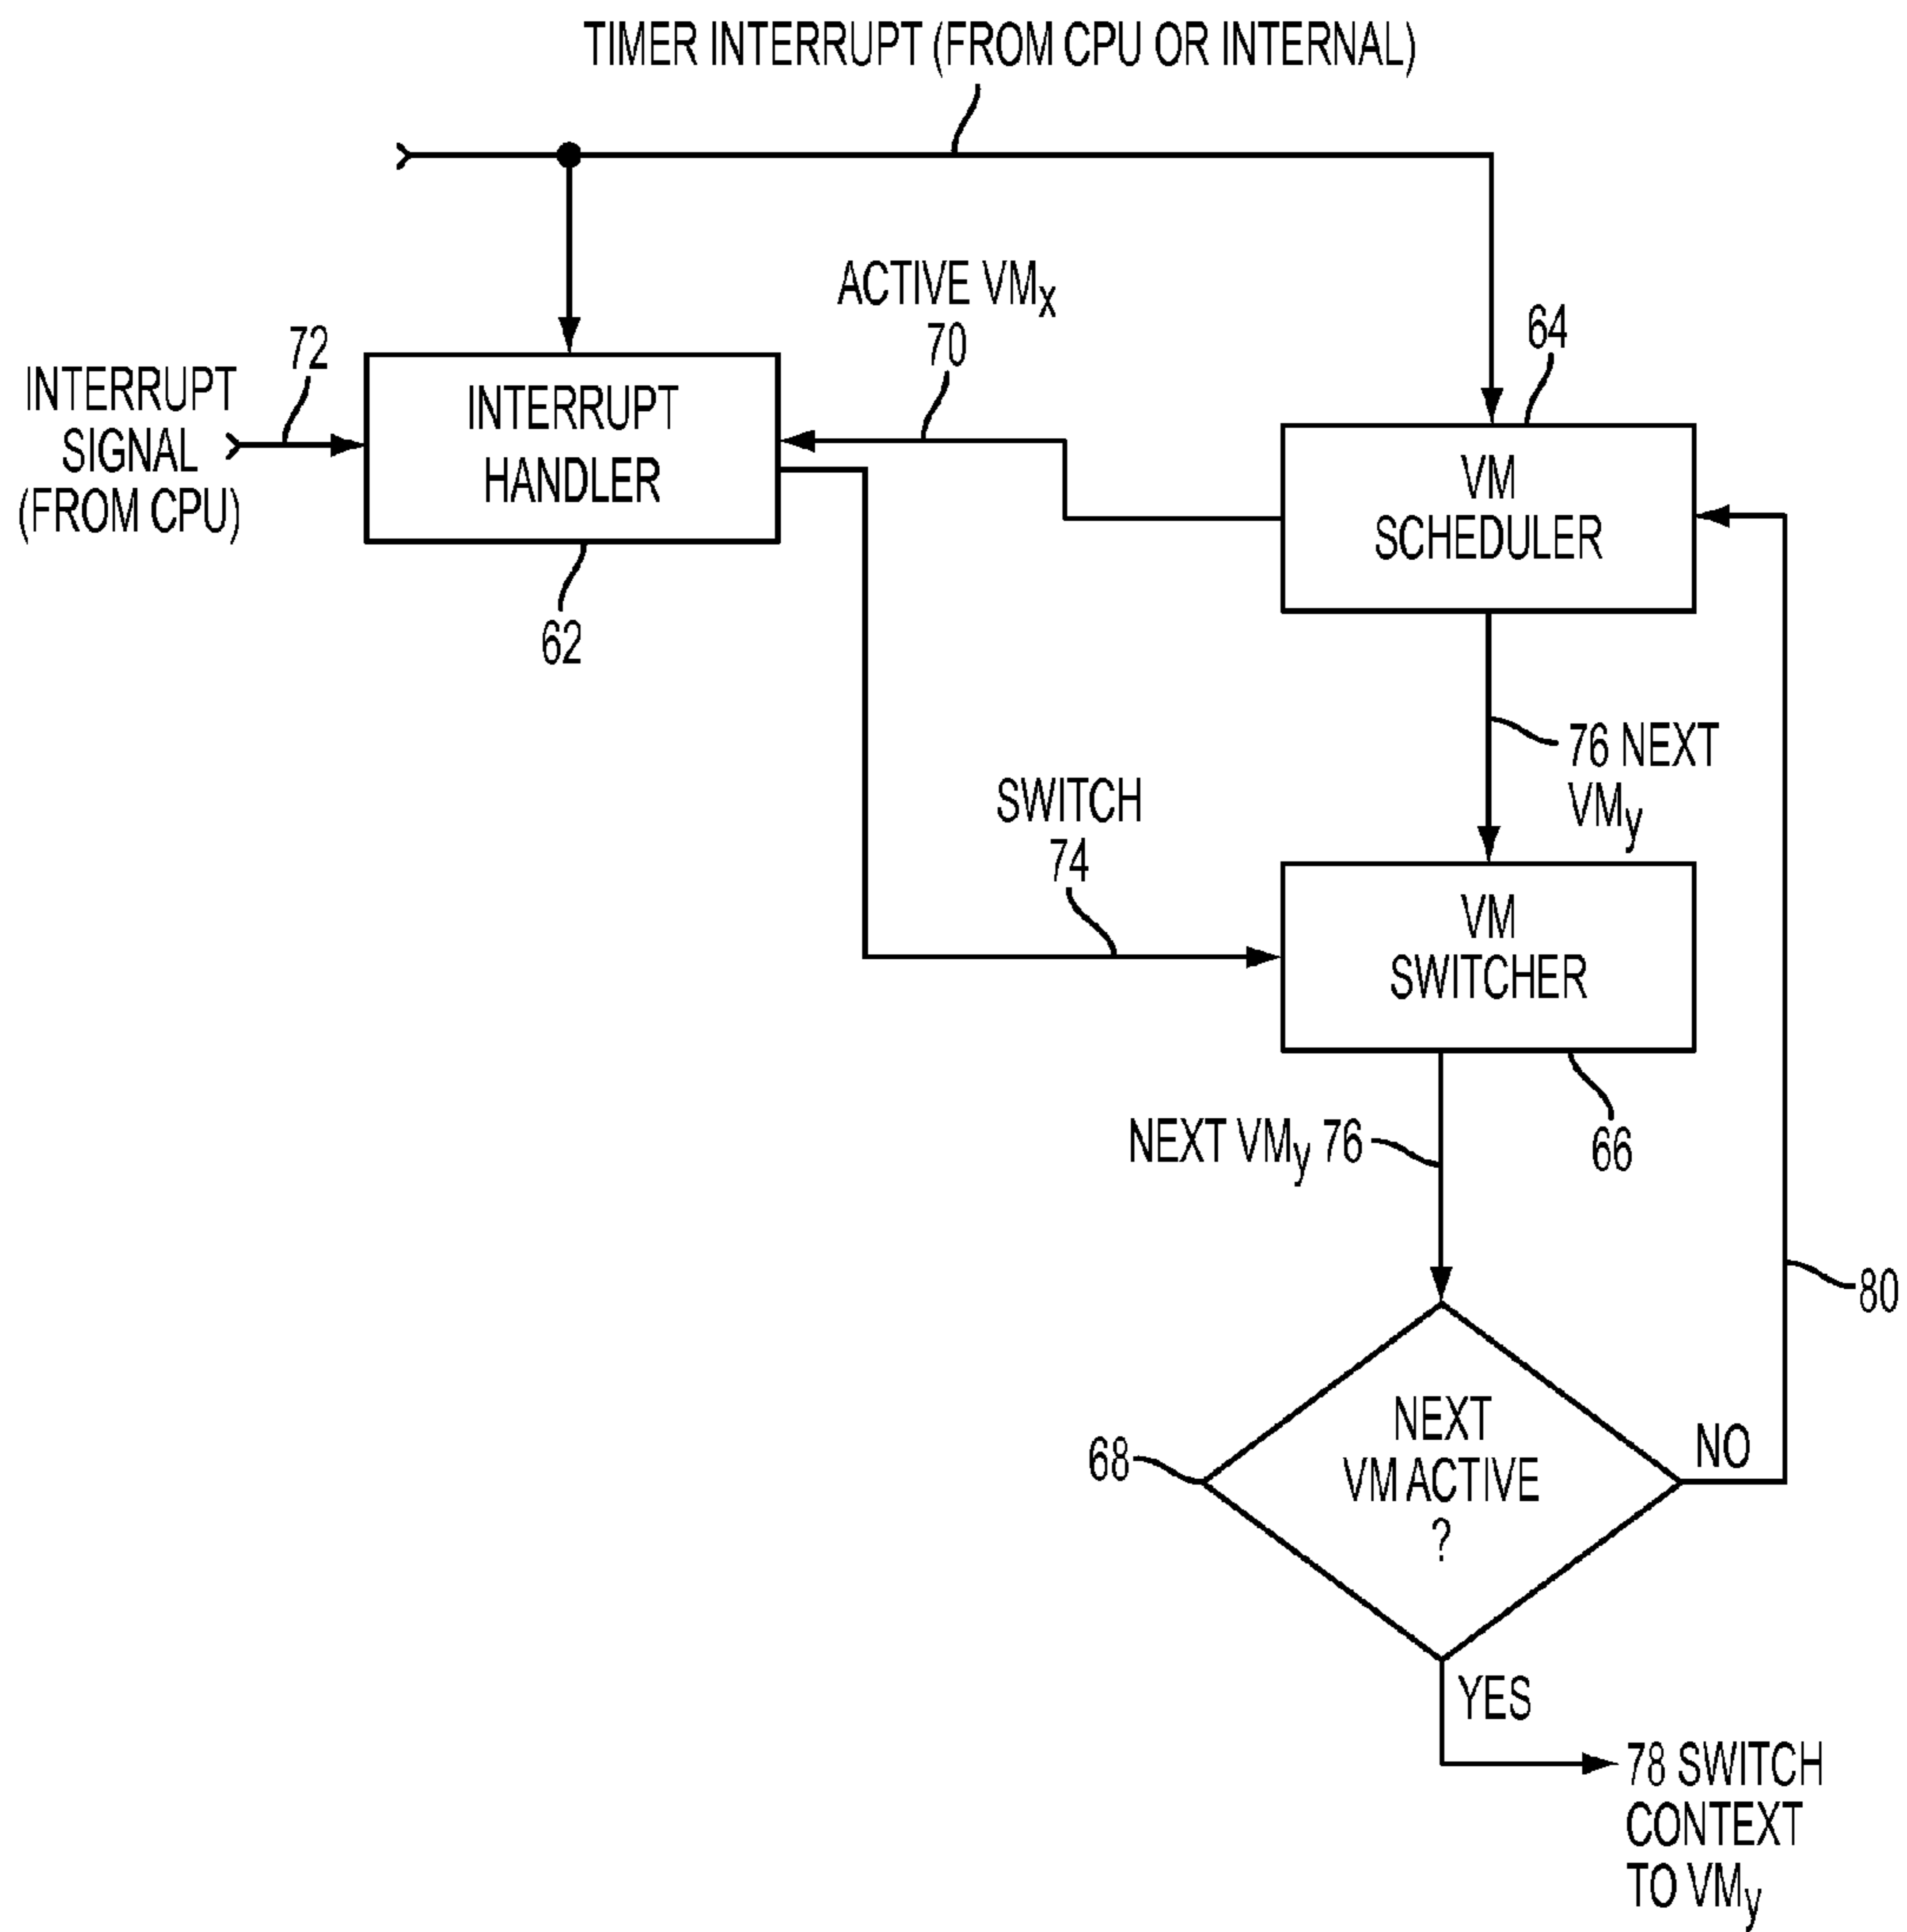 TIMER INTERRUPT (FROM CPU OR INTERNAL)
ACTIVE VMx
70
72
INTERRUPT
SIGNAL
(FROM CPU)
INTERRUPT
HANDLER
62
64
VM
SCHEDULER
76 NEXT
VMy
SWITCH
74
VM
SWITCHER
66
NEXT VMy 76
80
68
NEXT
VM ACTIVE
?
NO
YES
78 SWITCH
CONTEXT
TO VMy